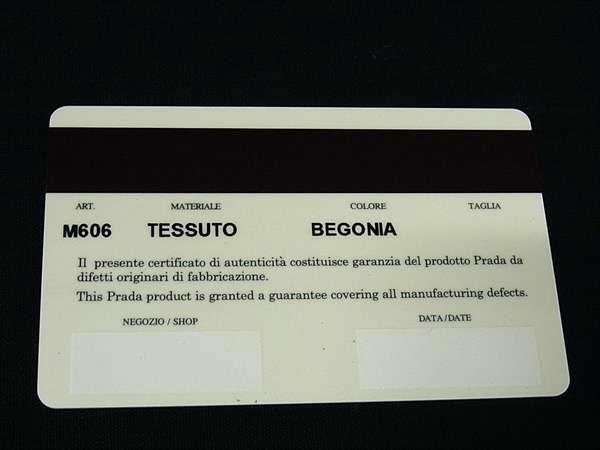 ART. MATERIALE COLORE TAGLIA
M606 TESSUTO BEGONIA
Il presente certificato di autenticità costituisce garanzia del prodotto Prada da
difetti originari di fabbricazione.
This Prada product is granted a guarantee covering all manufacturing defects.
NEGOZIO / SHOP DATA/DATE